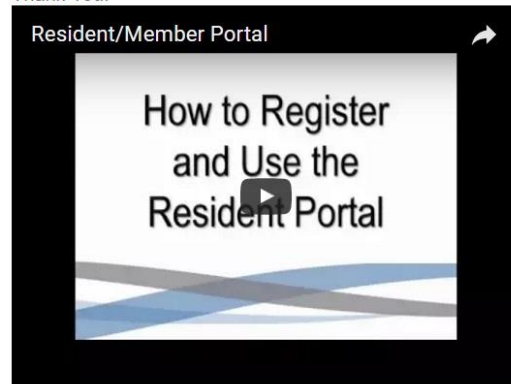 Resident/Member Portal
How to Register
and Use the
Resident Portal